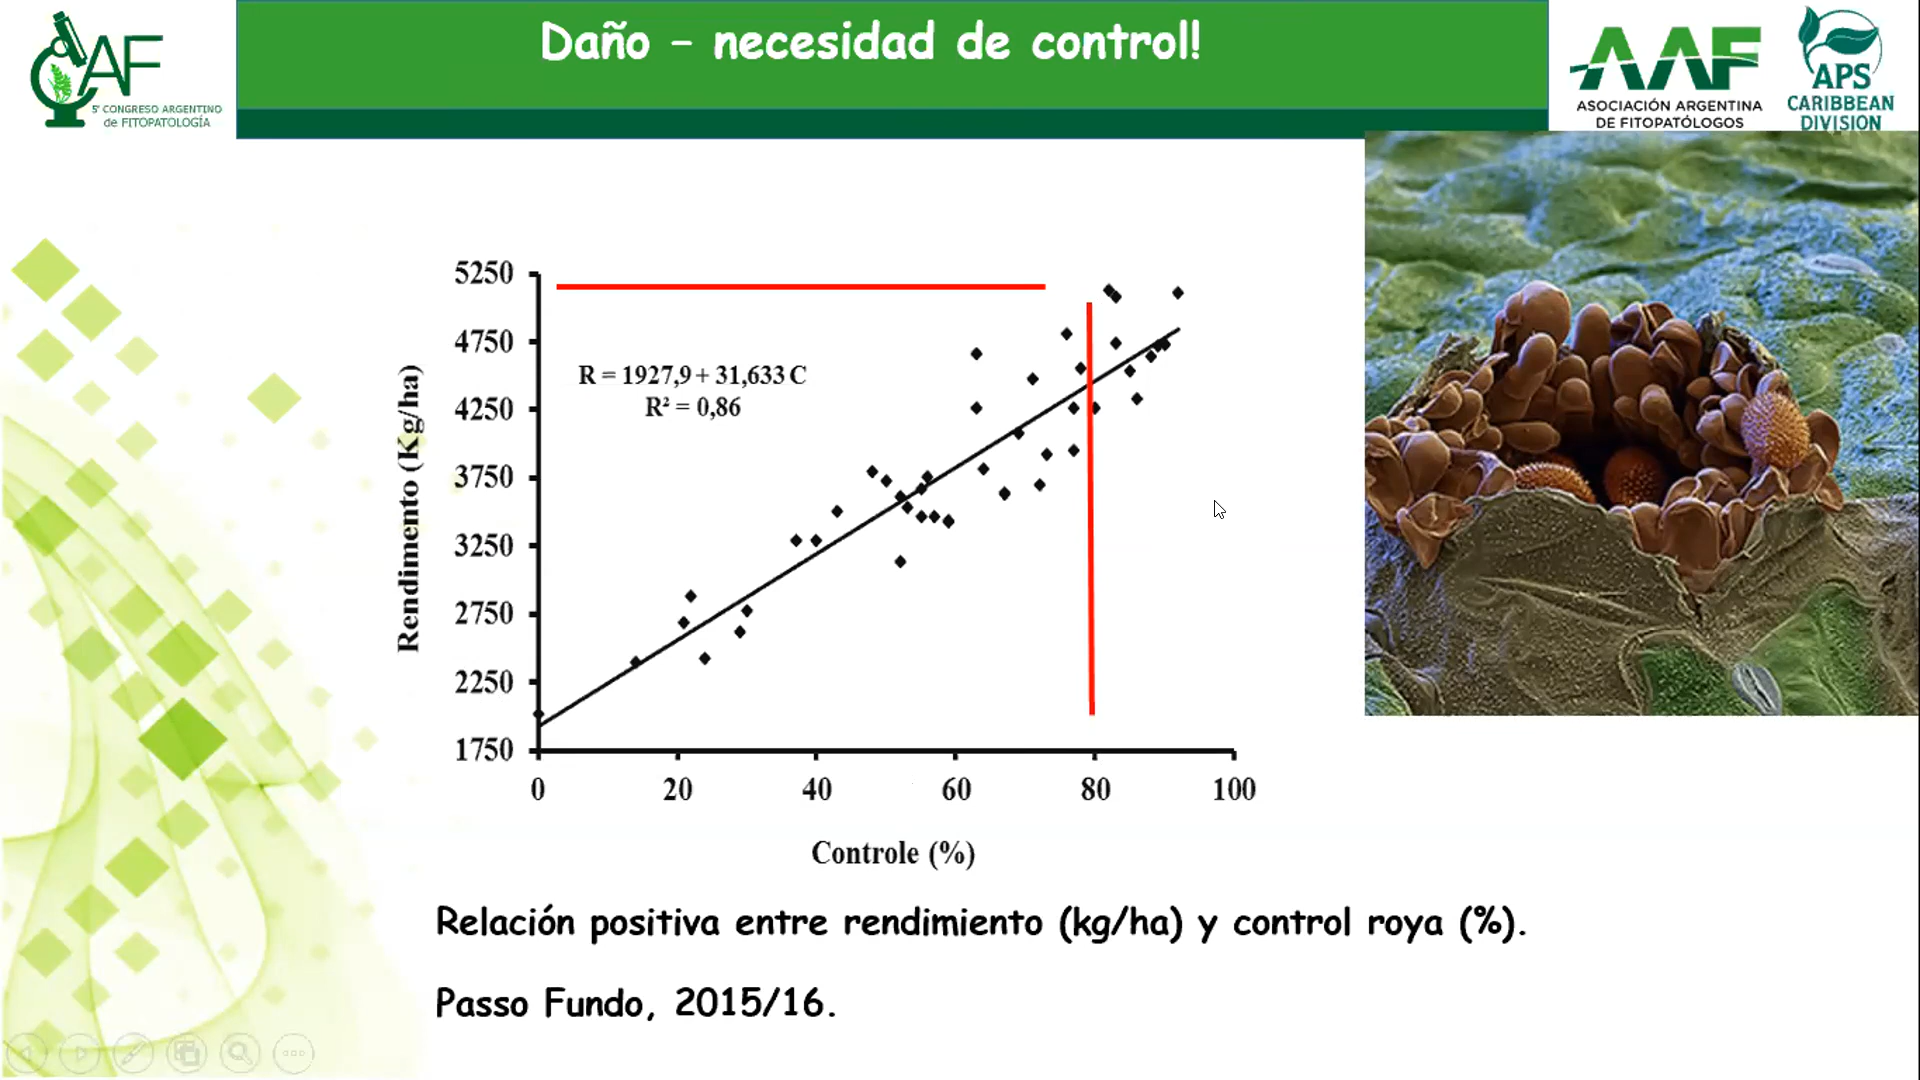 AF
5º CONGRESO ARGENTINO
de FITOPATOLOGÍA
Daño – necesidad de control!
AAF
ASOCIACIÓN ARGENTINA
DE FITOPATÓLOGOS
APS
CARIBBEAN
DIVISION
Rendimento (Kg/ha)
5250
4750
4250
3750
3250
2750
2250
1750
R = 1927,9 + 31,633 C
R² = 0,86
0 20 40 60 80 100
Controle (%)
Relación positiva entre rendimiento (kg/ha) y control roya (%).
Passo Fundo, 2015/16.